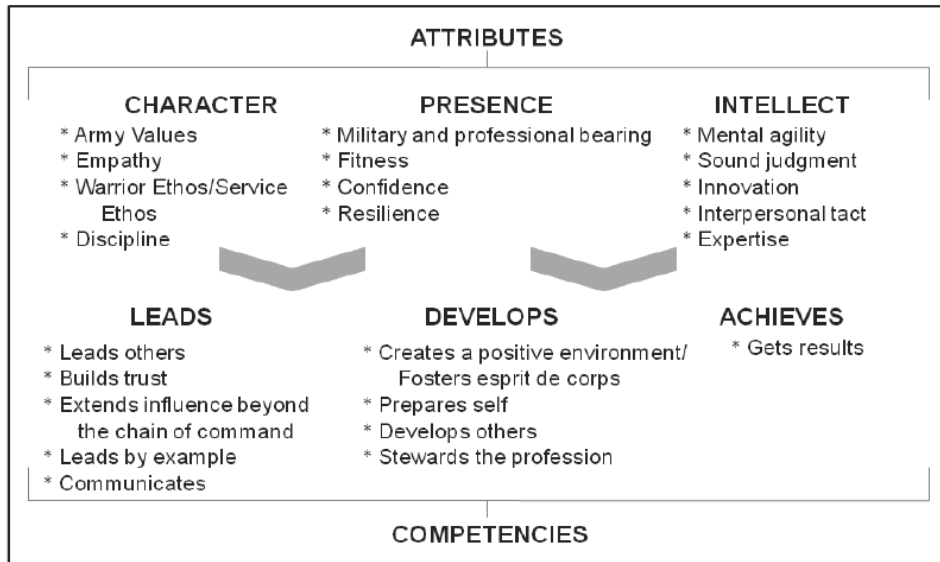 ATTRIBUTES
CHARACTER
* Army Values
* Empathy
* Warrior Ethos/Service
Ethos
* Discipline
PRESENCE
* Military and professional bearing
* Fitness
* Confidence
* Resilience
INTELLECT
* Mental agility
* Sound judgment
* Innovation
* Interpersonal tact
* Expertise
LEADS
* Leads others
* Builds trust
* Extends influence beyond
the chain of command
* Leads by example
* Communicates
DEVELOPS
* Creates a positive environment/
Fosters esprit de corps
* Prepares self
* Develops others
* Stewards the profession
ACHIEVES
* Gets results
COMPETENCIES